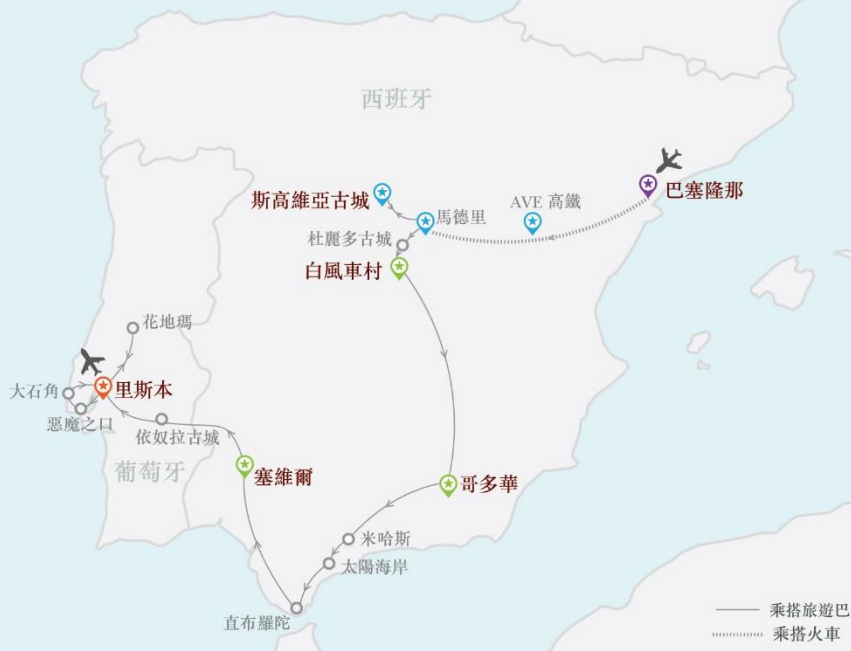 西班牙
斯高維亞古城
馬德里
AVE 高鐵
巴塞隆那
杜麗多古城
白風車村
花地瑪
大石角
里斯本
惡魔之口
依奴拉古城
葡萄牙
塞維爾
哥多華
米哈斯
太陽海岸
直布羅陀
乘搭旅遊巴
乘搭火車